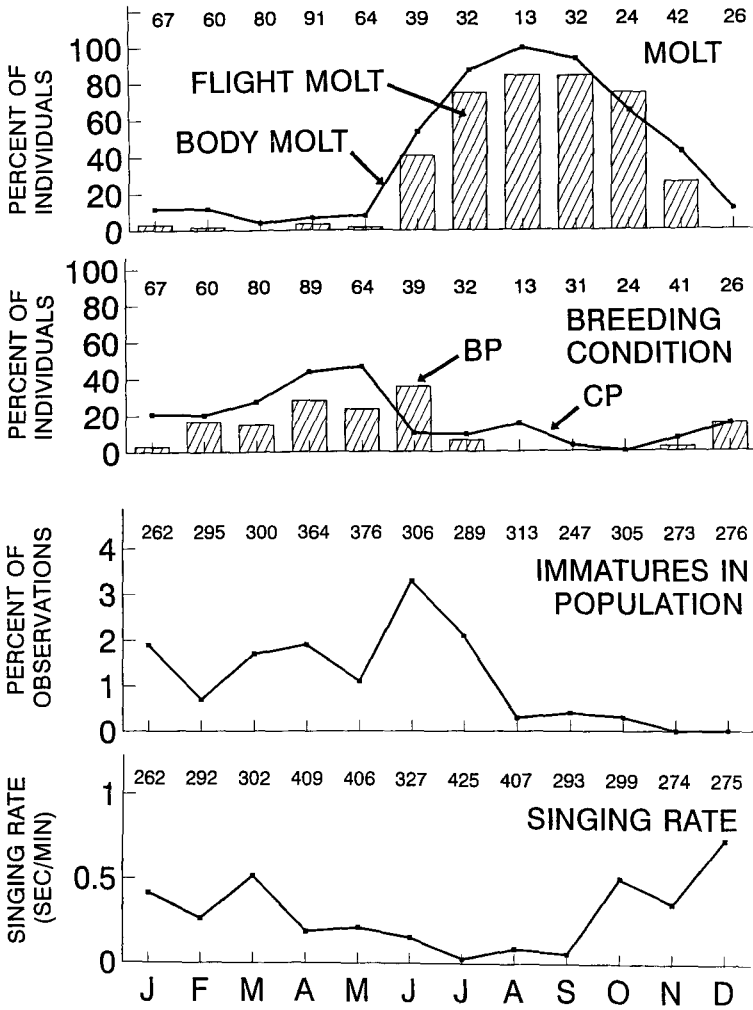 67 60 80 91 64 39 32 13 32 24 42 26
MOLT
100
80
60
40
20
0
PERCENT OF
INDIVIDUALS
FLIGHT MOLT
BODY MOLT
67 60 80 89 64 39 32 13 31 24 41 26
BREEDING
CONDITION
100
80
60
40
20
0
PERCENT OF
INDIVIDUALS
BP
CP
262 295 300 364 376 306 289 313 247 305 273 276
IMMATURES IN
POPULATION
4
3
2
1
0
PERCENT OF
OBSERVATIONS
262 292 302 409 406 327 425 407 293 299 274 275
SINGING RATE
1
0.5
0
SINGING RATE
(SEC/MIN)
J F M A M J J A S O N D